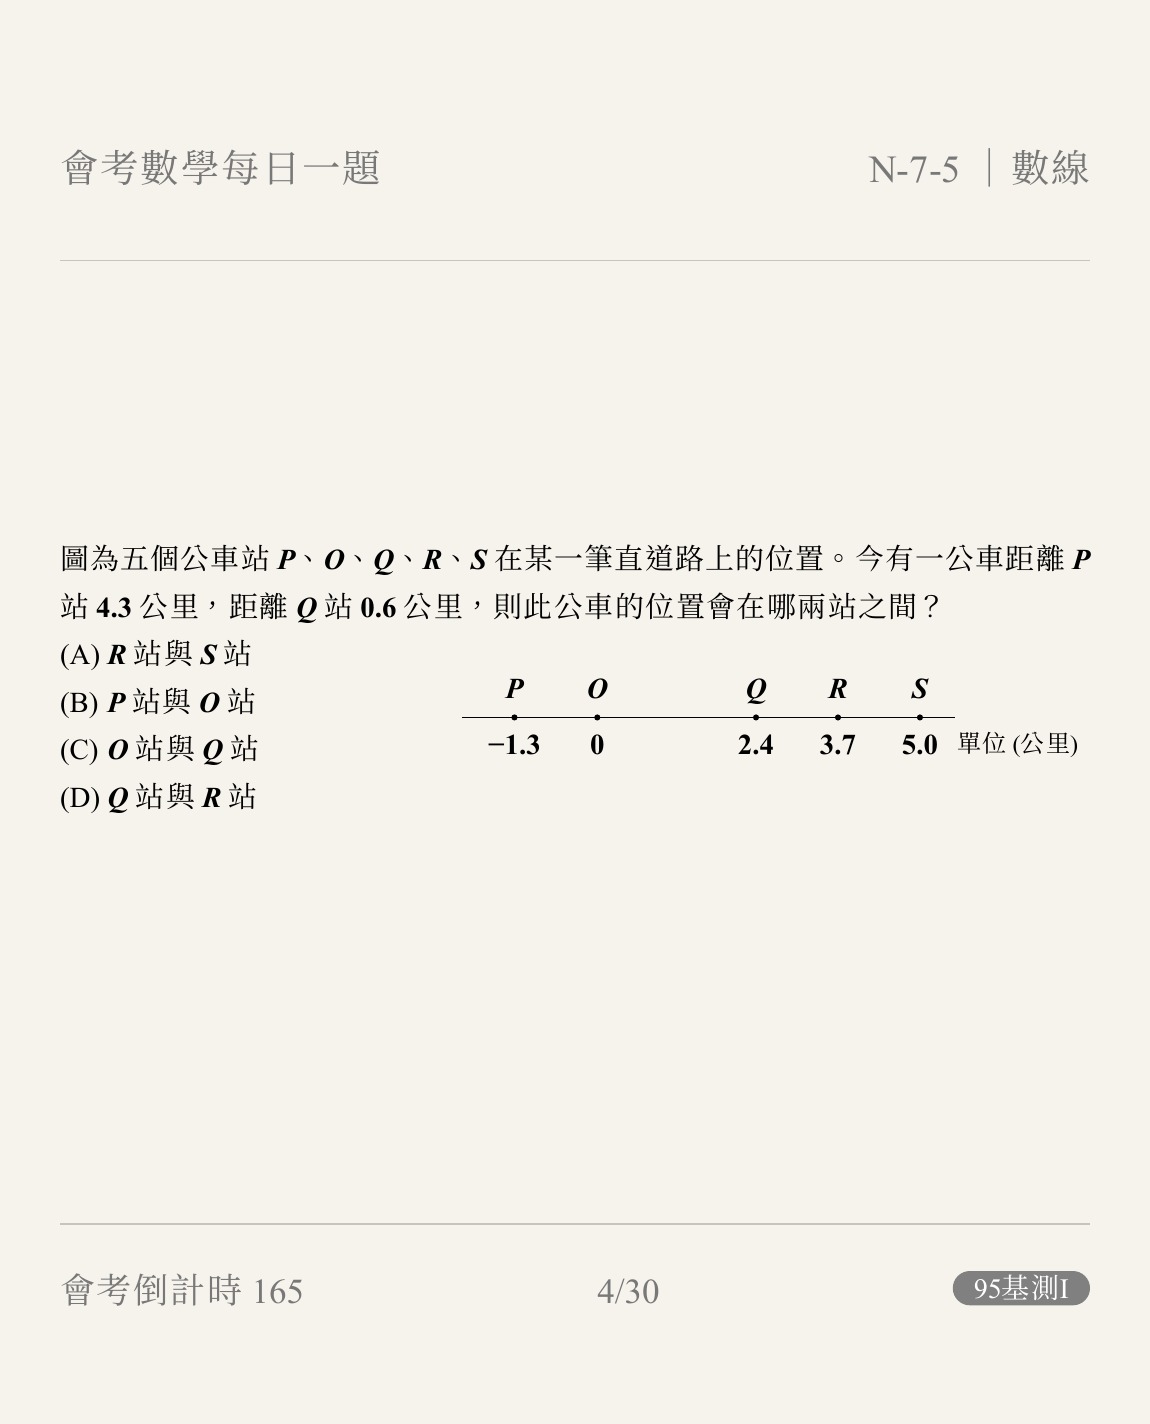 會考數學每日一題
N-7-5｜數線
圖為五個公車站 P、O、Q、R、S 在某一筆直道路上的位置。今有一公車距離 P
站 4.3 公里，距離 Q 站 0.6 公里，則此公車的位置會在哪兩站之間？
(A) R 站與 S 站
(B) P 站與 O 站
(C) O 站與 Q 站
(D) Q 站與 R 站
P O Q R S
−1.3 0 2.4 3.7 5.0 單位 (公里)
會考倒計時 165
4/30
95基測I